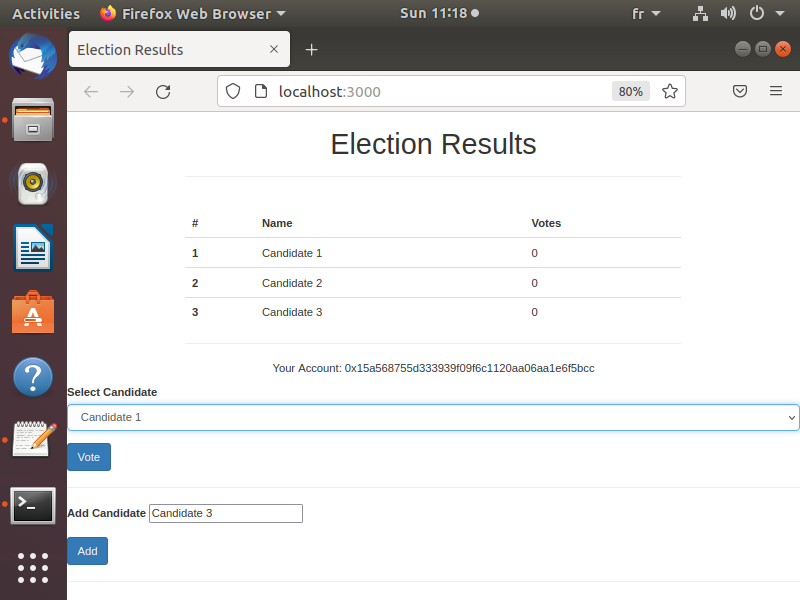 Activities Firefox Web Browser Sun 11:18 fr
Election Results
localhost:3000 80%
Election Results
# Name Votes
1 Candidate 1 0
2 Candidate 2 0
3 Candidate 3 0
Your Account: 0x15a568755d333939f09f6c1120aa06aa1e6f5bcc
Select Candidate
Candidate 1
Vote
Add Candidate Candidate 3
Add